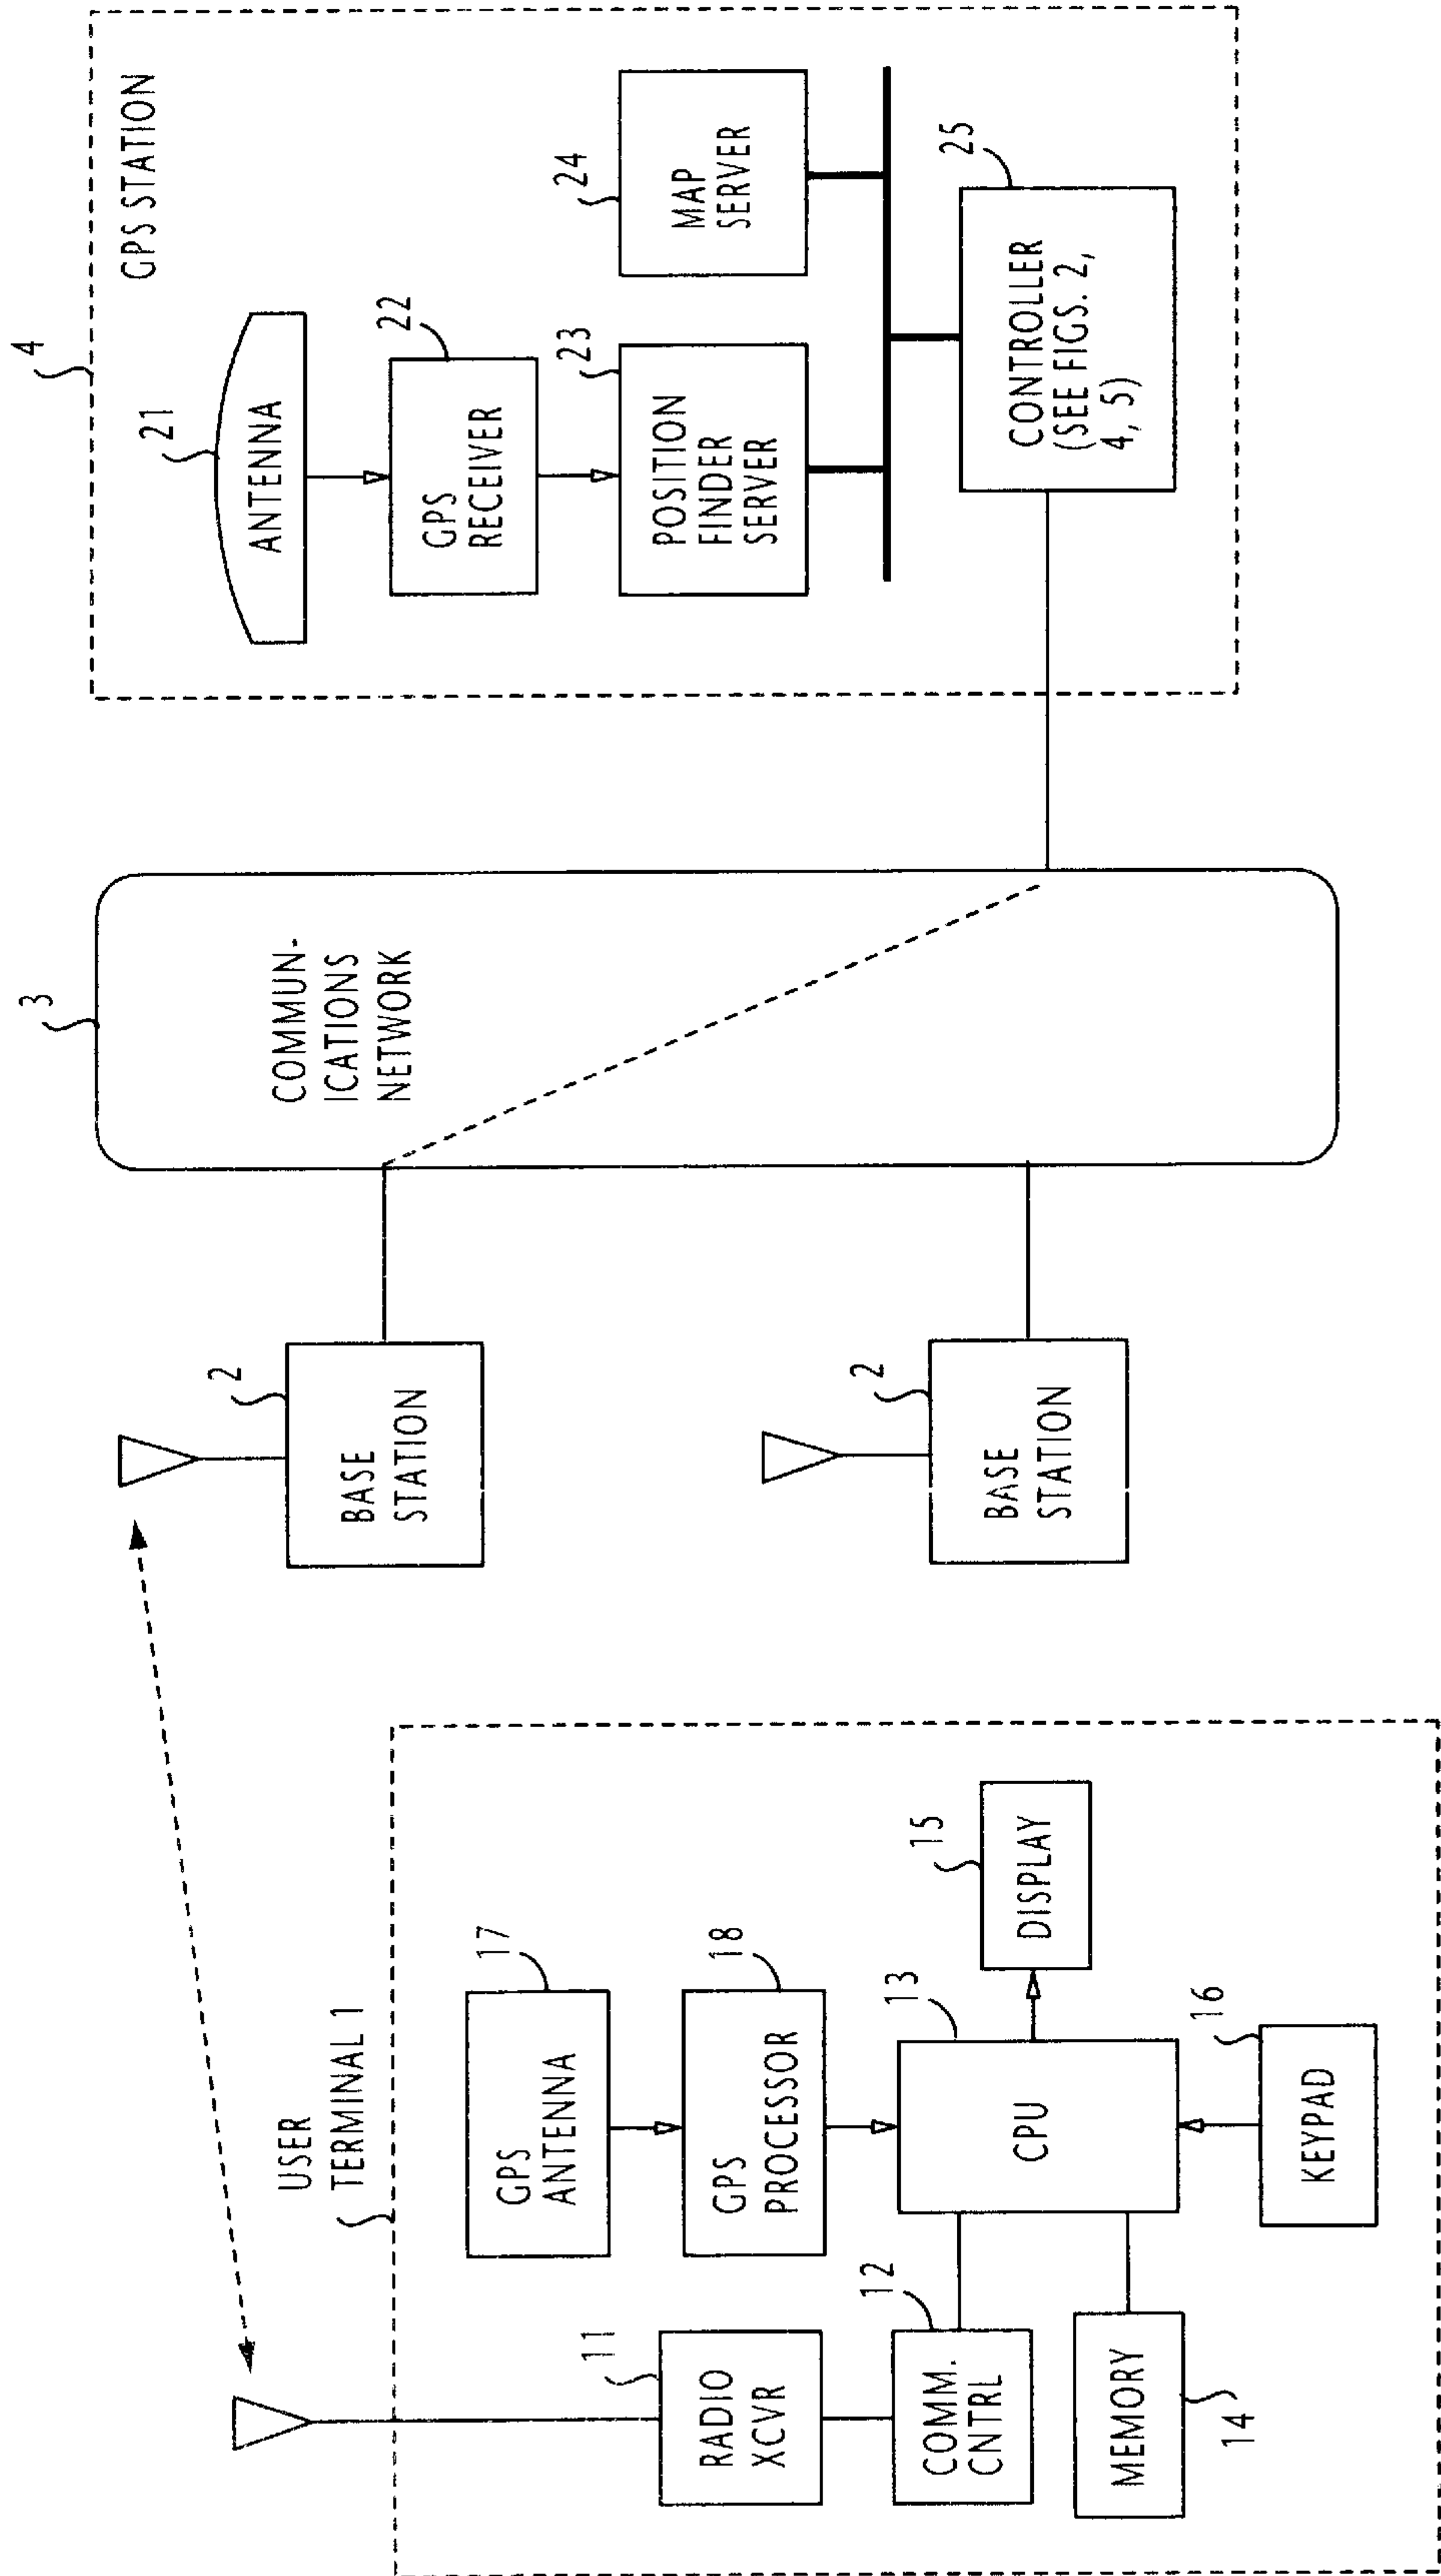 USER
TERMINAL 1
11
RADIO
XCVR
12
COMM.
CNTRL
MEMORY
14
17
GPS
ANTENNA
18
GPS
PROCESSOR
13
CPU
15
DISPLAY
16
KEYPAD
2
BASE
STATION
2
BASE
STATION
3
COMMUN-
ICATIONS
NETWORK
4
GPS STATION
21
ANTENNA
22
GPS
RECEIVER
23
POSITION
FINDER
SERVER
24
MAP
SERVER
25
CONTROLLER
(SEE FIGS. 2,
4, 5)